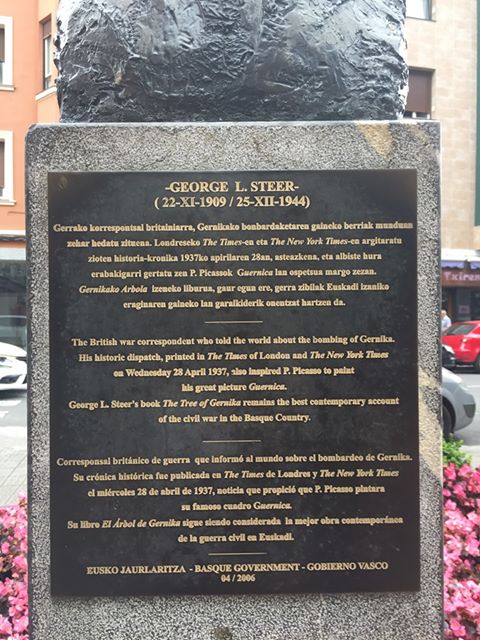 -GEORGE L. STEER-
( 22-XI-1909 / 25-XII-1944)
Gerrako korrespontsal britainiarra, Gernikako bonbardaketaren gaineko berriak munduan
zehar hedatu zituena. Londreseko The Times-en eta The New York Times-en argitaratu
zioten historia-kronika 1937ko apirilaren 28an, asteazkena, eta albiste hura
erabakigarri gertatu zen P. Picassok Guernica lan ospetsua margo zezan.
Gernikako Arbola izeneko liburua, gaur egun ere, gerra zibilak Euskadi izaniko
eraginaren gaineko lan garaikiderik onentzat hartzen da.
The British war correspondent who told the world about the bombing of Gernika.
His historic dispatch, printed in The Times of London and The New York Times
on Wednesday 28 April 1937, also inspired P. Picasso to paint
his great picture Guernica.
George L. Steer's book The Tree of Gernika remains the best contemporary account
of the civil war in the Basque Country.
Corresponsal británico de guerra que informó al mundo sobre el bombardeo de Gernika.
Su crónica histórica fue publicada en The Times de Londres y The New York Times
el miércoles 28 de abril de 1937, noticia que propició que P. Picasso pintara
su famoso cuadro Guernica.
Su libro El Árbol de Gernika sigue siendo considerada la mejor obra contemporánea
de la guerra civil en Euskadi.
EUSKO JAURLARITZA - BASQUE GOVERNMENT - GOBIERNO VASCO
04 / 2006